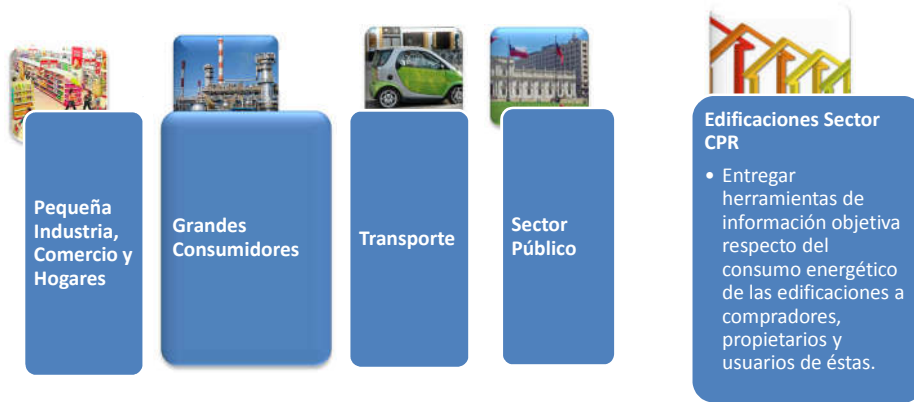 Pequeña
Industria,
Comercio y
Hogares
Grandes
Consumidores
Transporte
Sector
Público
Edificaciones Sector
CPR
• Entregar
herramientas de
información objetiva
respecto del
consumo energético
de las edificaciones a
compradores,
propietarios y
usuarios de éstas.